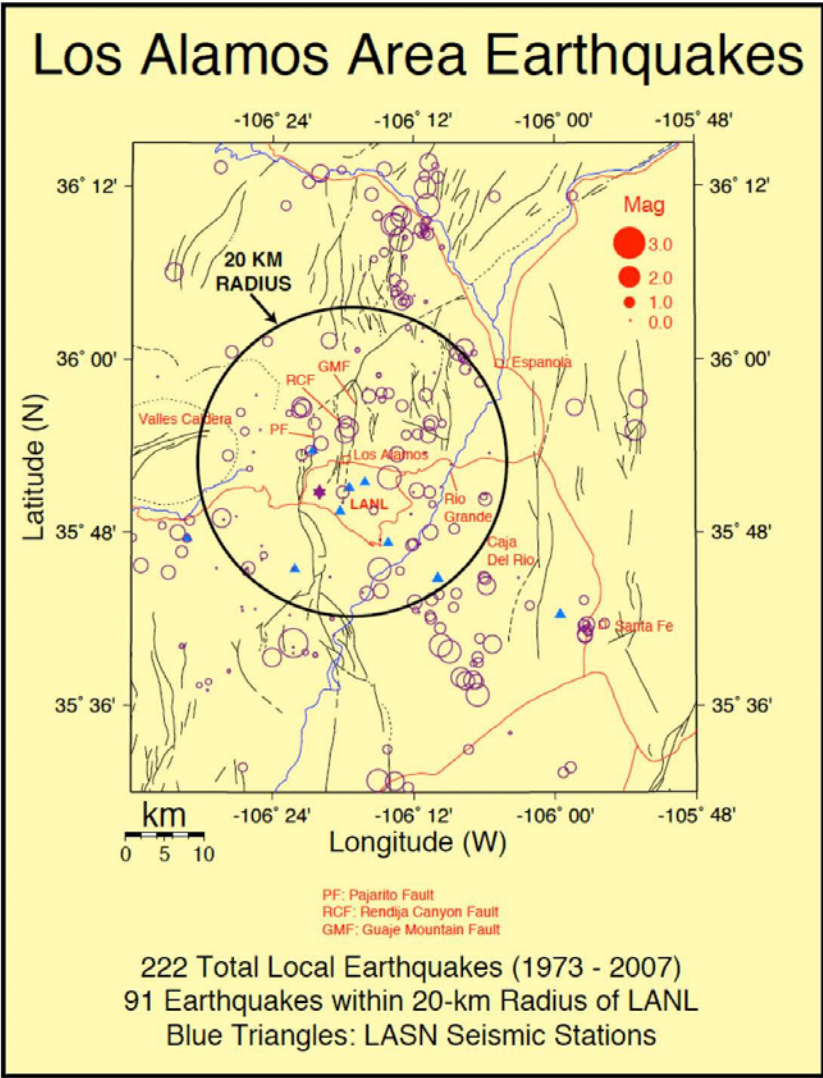 Los Alamos Area Earthquakes
-106° 24'
-106° 12'
-106° 00'
-105° 48'
36° 12'
36° 12'
Mag
3.0
2.0
1.0
0.0
20 KM
RADIUS
36° 00'
36° 00'
Espanola
GMF
RCF
Valles Caldera
PF
Los Alamos
LANL
Rio
Grande
Latitude (N)
35° 48'
35° 48'
Caja
Del Rio
Santa Fe
35° 36'
35° 36'
km
0 5 10
-106° 24'
-106° 12'
-106° 00'
-105° 48'
Longitude (W)
PF: Pajarito Fault
RCF: Rendija Canyon Fault
GMF: Guaje Mountain Fault
222 Total Local Earthquakes (1973 - 2007)
91 Earthquakes within 20-km Radius of LANL
Blue Triangles: LASN Seismic Stations